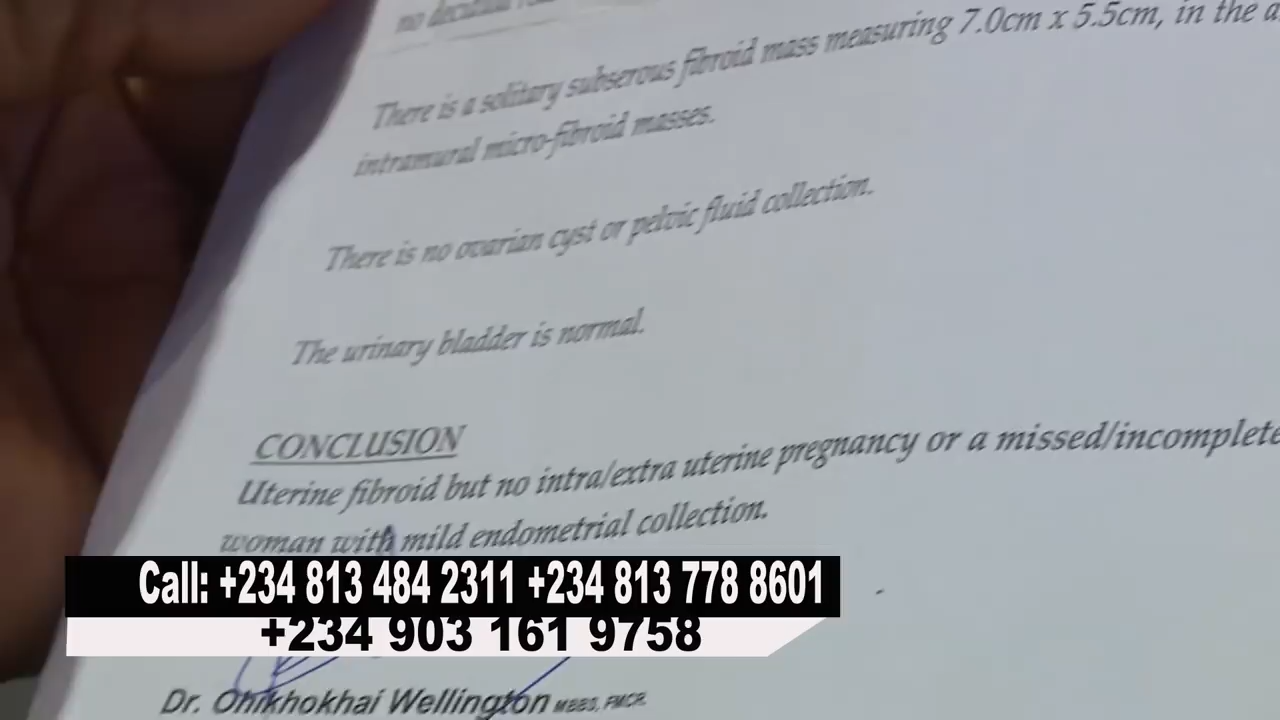 no decidual
There is a solitary subserous fibroid mass measuring 7.0cm x 5.5cm, in the
intramural micro-fibroid masses.
There is no ovarian cyst or pelvic fluid collection.
The urinary bladder is normal.
CONCLUSION
Uterine fibroid but no intra/extra uterine pregnancy or a missed/incomplete
woman with mild endometrial collection.
Call: +234 813 484 2311 +234 813 778 8601
+234 903 161 9758
Dr. Ohikhokhai Wellington MBBS, FMCR.